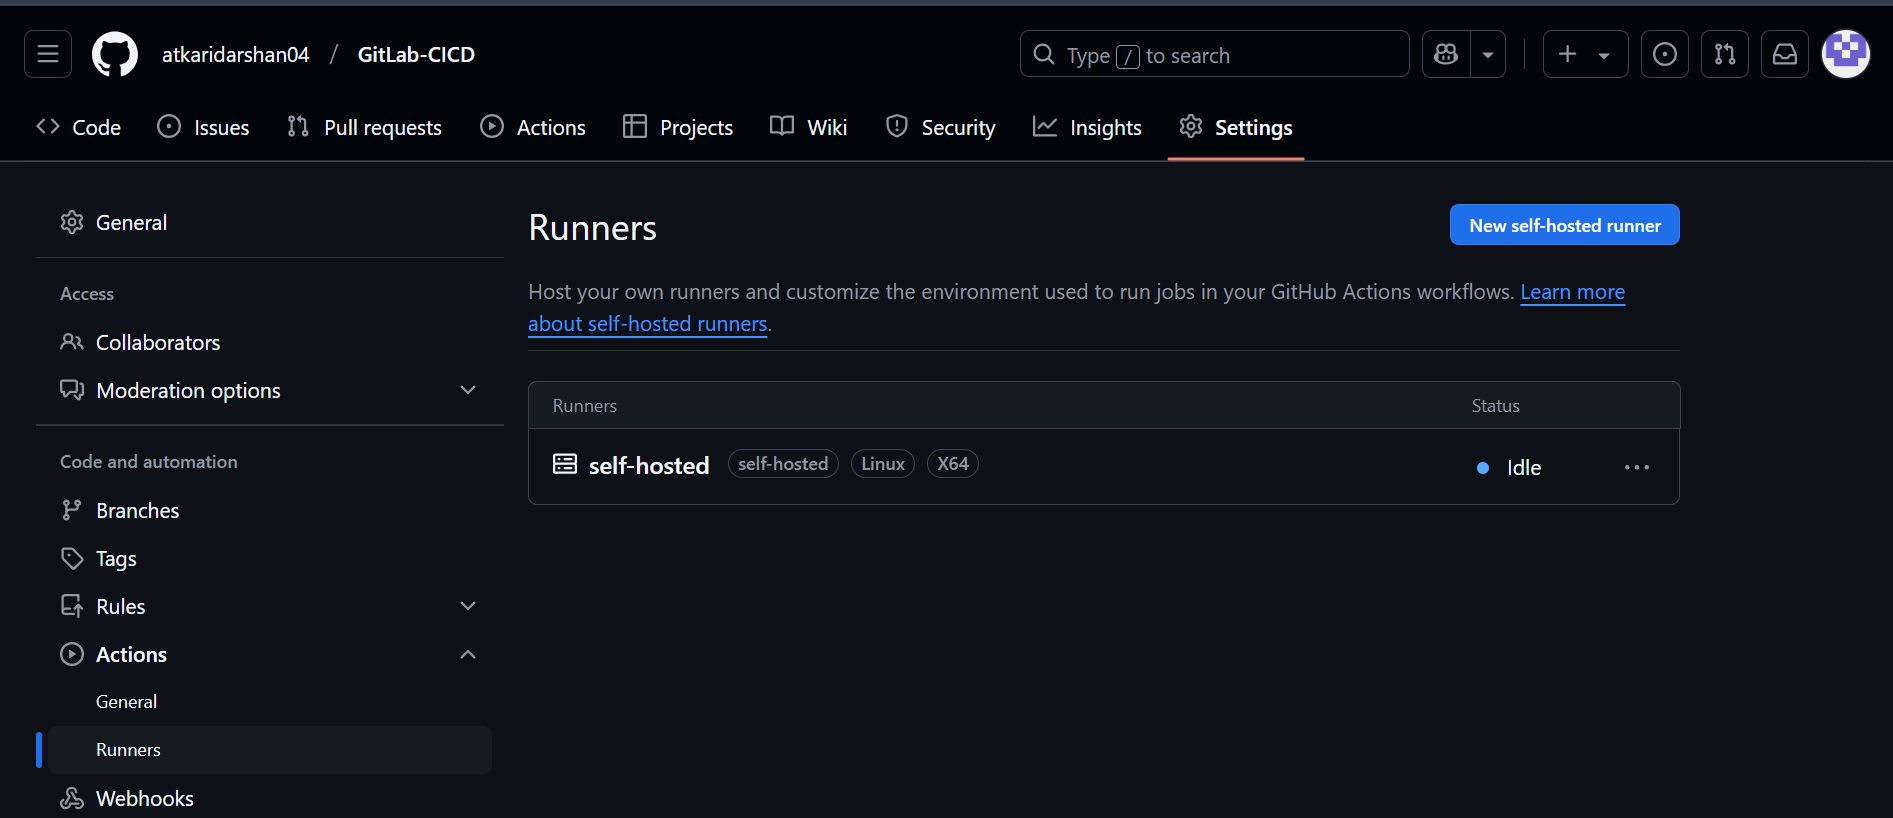 atkaridarshan04 / GitLab-CICD
Type / to search
Code
Issues
Pull requests
Actions
Projects
Wiki
Security
Insights
Settings
General
Access
Collaborators
Moderation options
Code and automation
Branches
Tags
Rules
Actions
General
Runners
Webhooks
Runners
New self-hosted runner
Host your own runners and customize the environment used to run jobs in your GitHub Actions workflows. Learn more
about self-hosted runners.
Runners Status
self-hosted self-hosted Linux X64 Idle